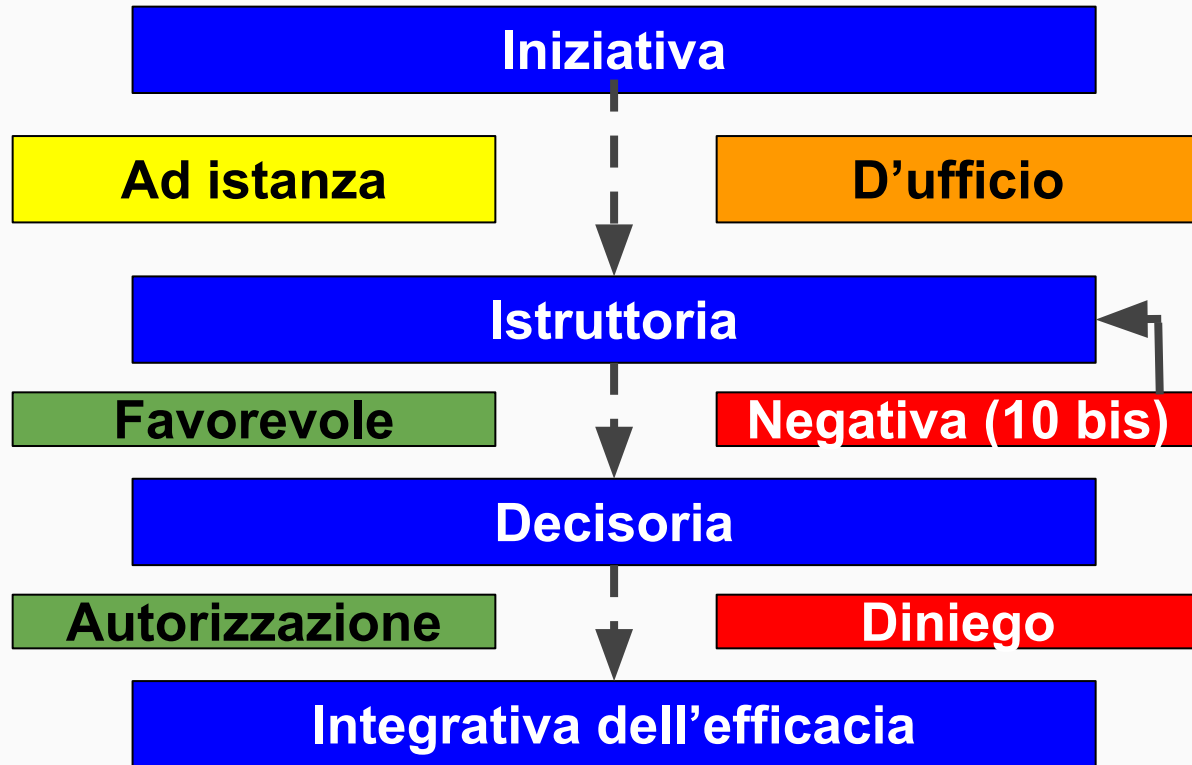 Iniziativa
Ad istanza
D’ufficio
Istruttoria
Favorevole
Negativa (10 bis)
Decisoria
Autorizzazione
Diniego
Integrativa dell’efficacia